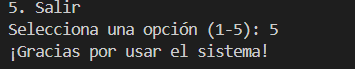 5. Salir
Selecciona una opción (1-5): 5
¡Gracias por usar el sistema!